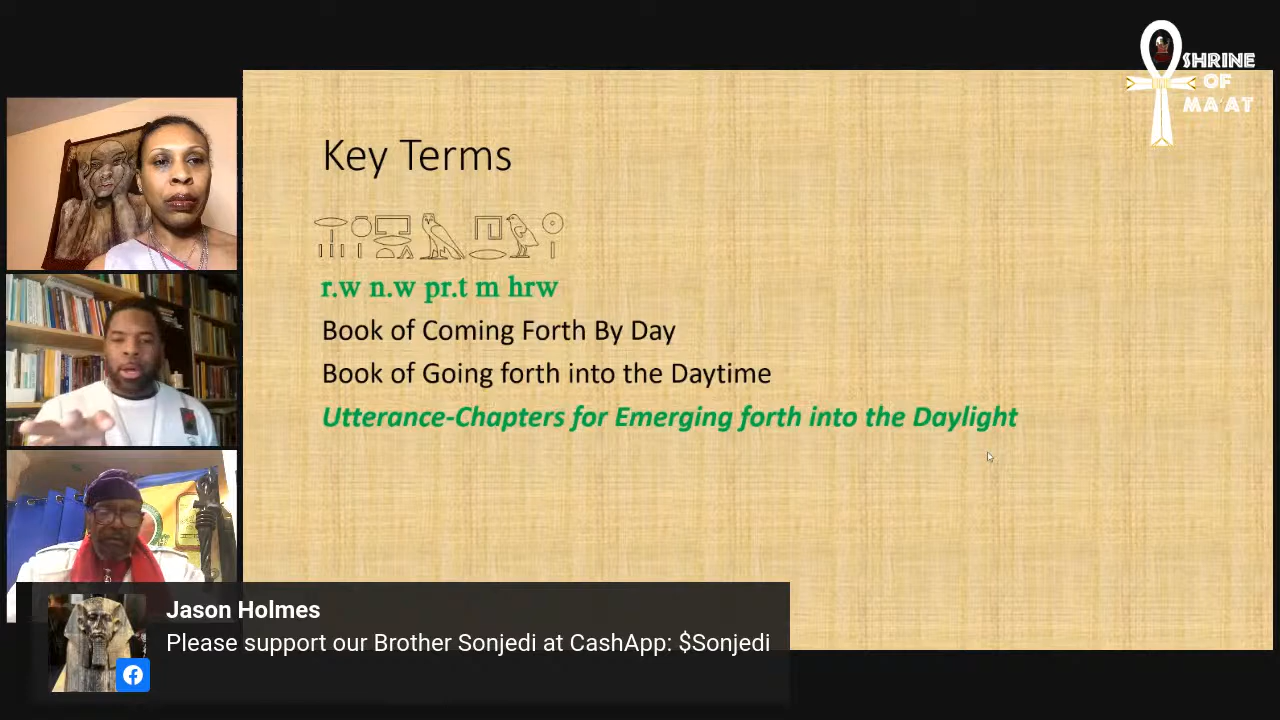 SHRINE
OF
MA'AT
Key Terms
r.w n.w pr.t m hrw
Book of Coming Forth By Day
Book of Going forth into the Daytime
Utterance-Chapters for Emerging forth into the Daylight
Jason Holmes
Please support our Brother Sonjedi at CashApp: $Sonjedi